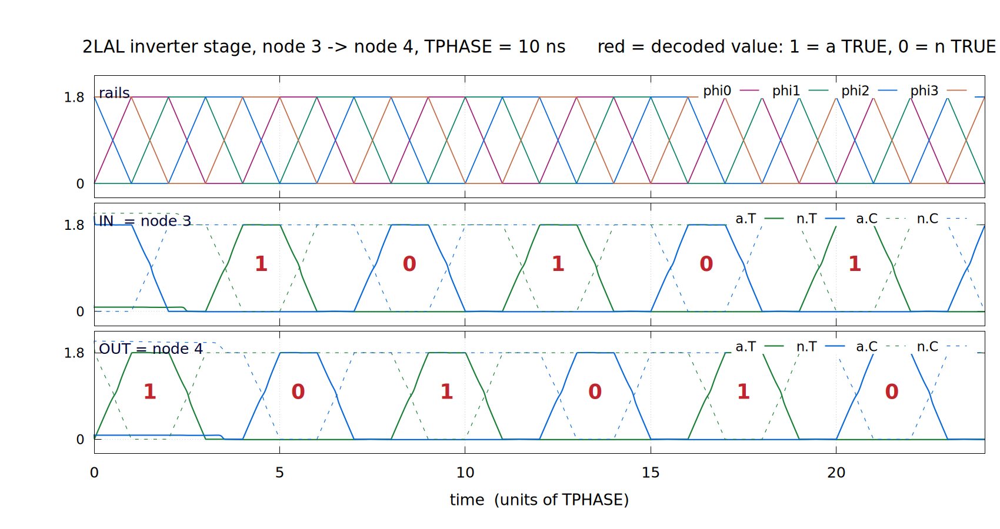 2LAL inverter stage, node 3 -> node 4, TPHASE = 10 ns red = decoded value: 1 = a TRUE, 0 = n TRUE
rails
phi0 phi1 phi2 phi3
1.8
0
IN = node 3
a.T n.T a.C n.C
1.8
1 0 1 0 1
0
OUT = node 4
a.T n.T a.C n.C
1.8
1 0 1 0 1 0
0
0 5 10 15 20
time (units of TPHASE)